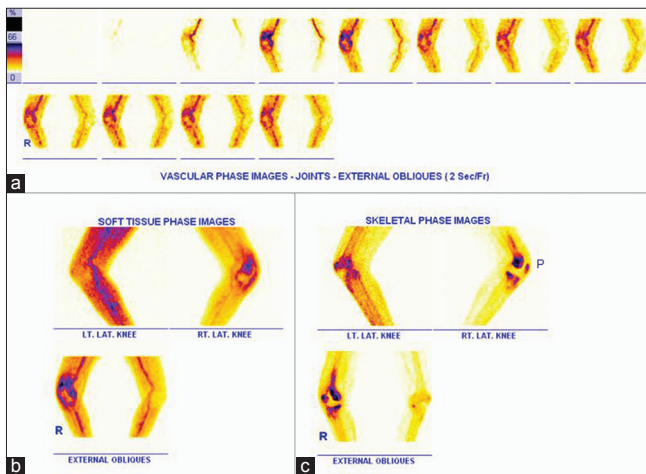 %
66
0
R
a
VASCULAR PHASE IMAGES - JOINTS - EXTERNAL OBLIQUES ( 2 Sec/Fr)
SOFT TISSUE PHASE IMAGES
LT. LAT. KNEE RT. LAT. KNEE
R
EXTERNAL OBLIQUES
b
SKELETAL PHASE IMAGES
P
LT. LAT. KNEE RT. LAT. KNEE
R
EXTERNAL OBLIQUES
c